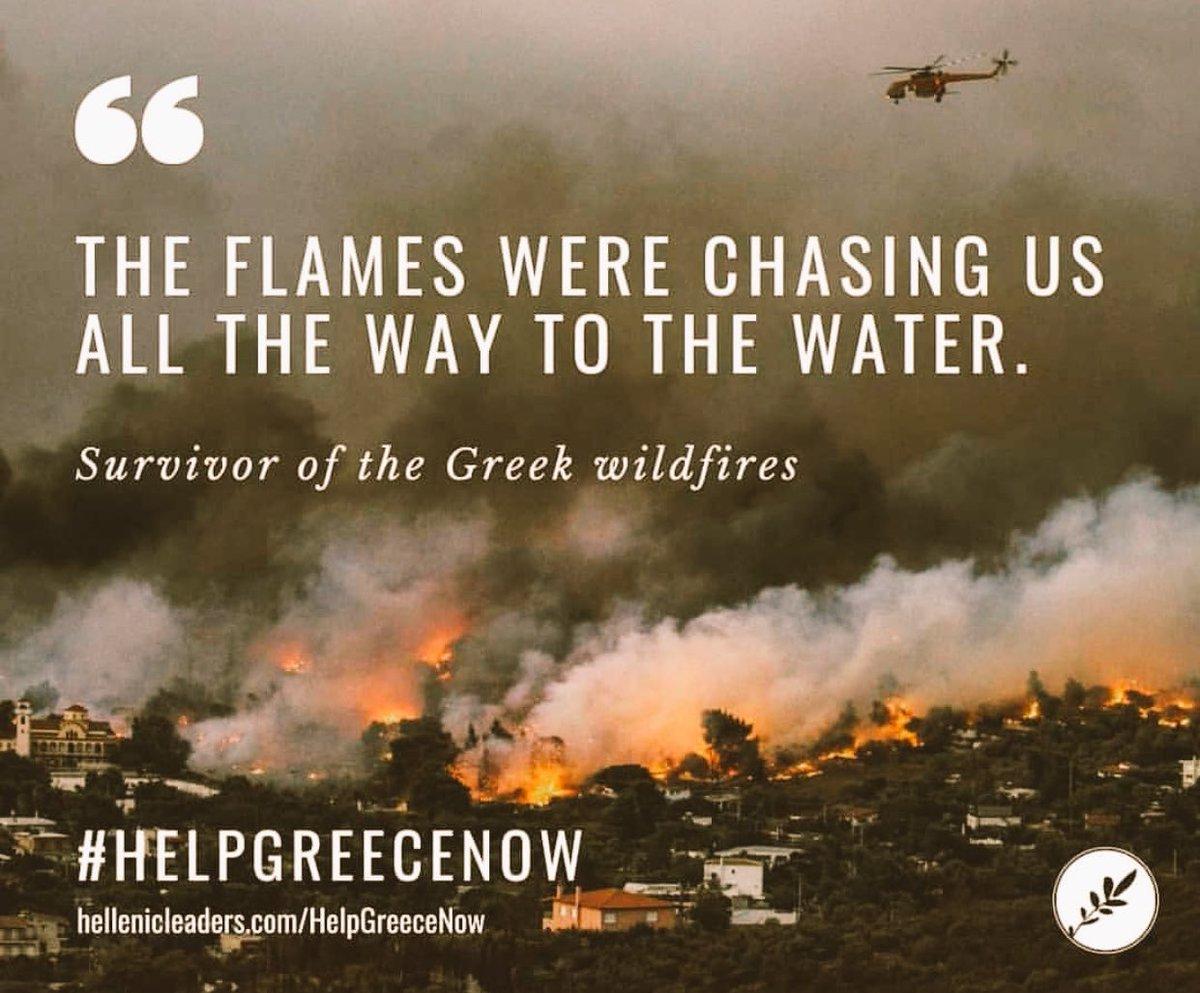 “
THE FLAMES WERE CHASING US
ALL THE WAY TO THE WATER.
Survivor of the Greek wildfires
#HELPGREECENOW
hellenicleaders.com/HelpGreeceNow